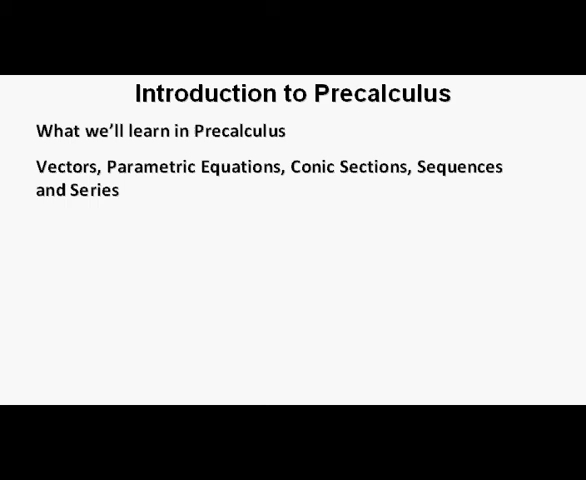 Introduction to Precalculus
What we'll learn in Precalculus
Vectors, Parametric Equations, Conic Sections, Sequences
and Series